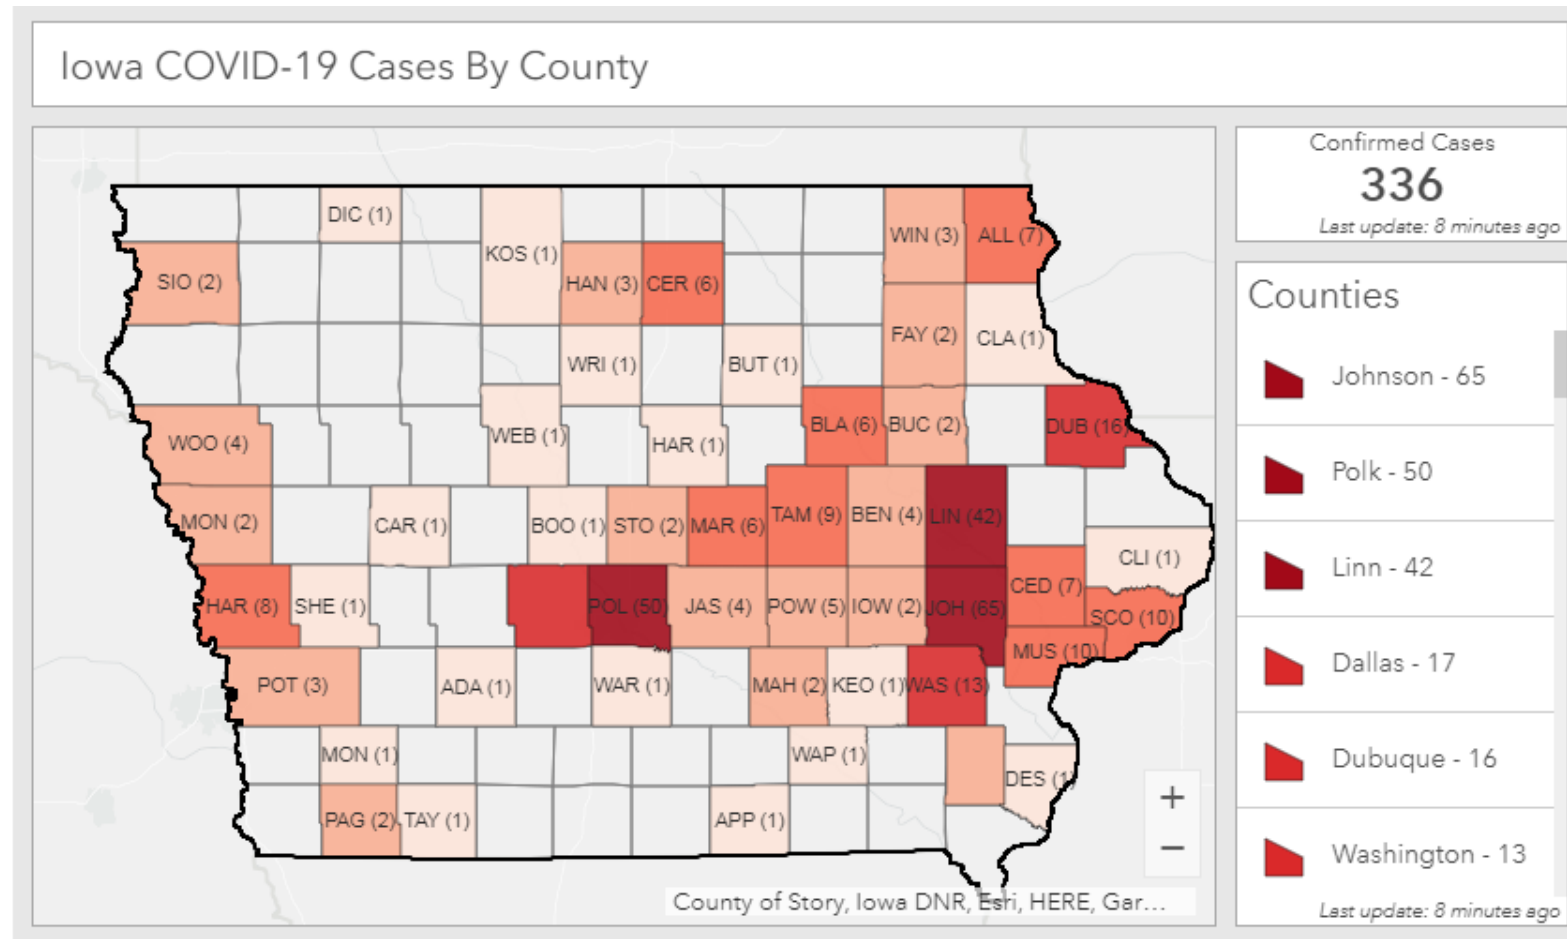 Iowa COVID-19 Cases By County
DIC (1)
WIN (3)
ALL (7)
KOS (1)
SIO (2)
HAN (3)
CER (6)
FAY (2)
CLA (1)
WRI (1)
BUT (1)
WOO (4)
WEB (1)
HAR (1)
BLA (6)
BUC (2)
DUB (16)
MON (2)
CAR (1)
BOO (1)
STO (2)
MAR (6)
TAM (9)
BEN (4)
LIN (42)
CLI (1)
HAR (8)
SHE (1)
POL (50)
JAS (4)
POW (5)
IOW (2)
JOH (65)
CED (7)
SCO (10)
MUS (10)
POT (3)
ADA (1)
WAR (1)
MAH (2)
KEO (1)
WAS (13)
MON (1)
WAP (1)
DES (1)
PAG (2)
TAY (1)
APP (1)
+
−
County of Story, Iowa DNR, Esri, HERE, Gar...
Confirmed Cases
336
Last update: 8 minutes ago
Counties
Johnson - 65
Polk - 50
Linn - 42
Dallas - 17
Dubuque - 16
Washington - 13
Last update: 8 minutes ago